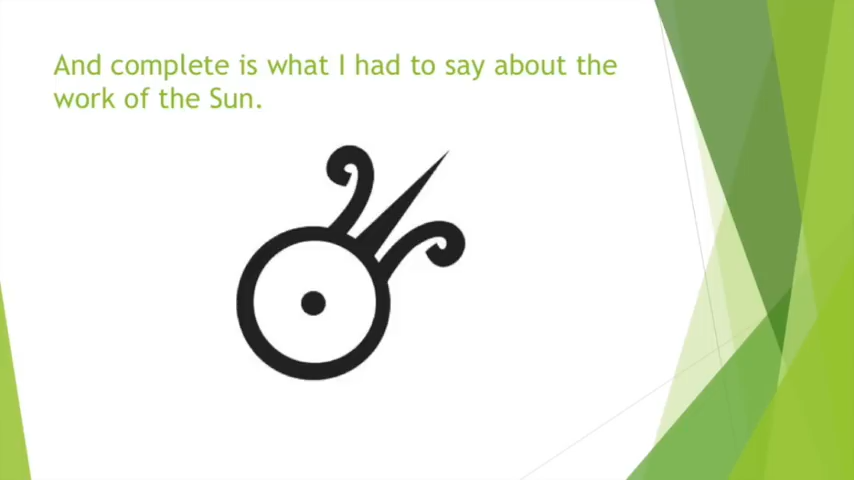 And complete is what I had to say about the
work of the Sun.